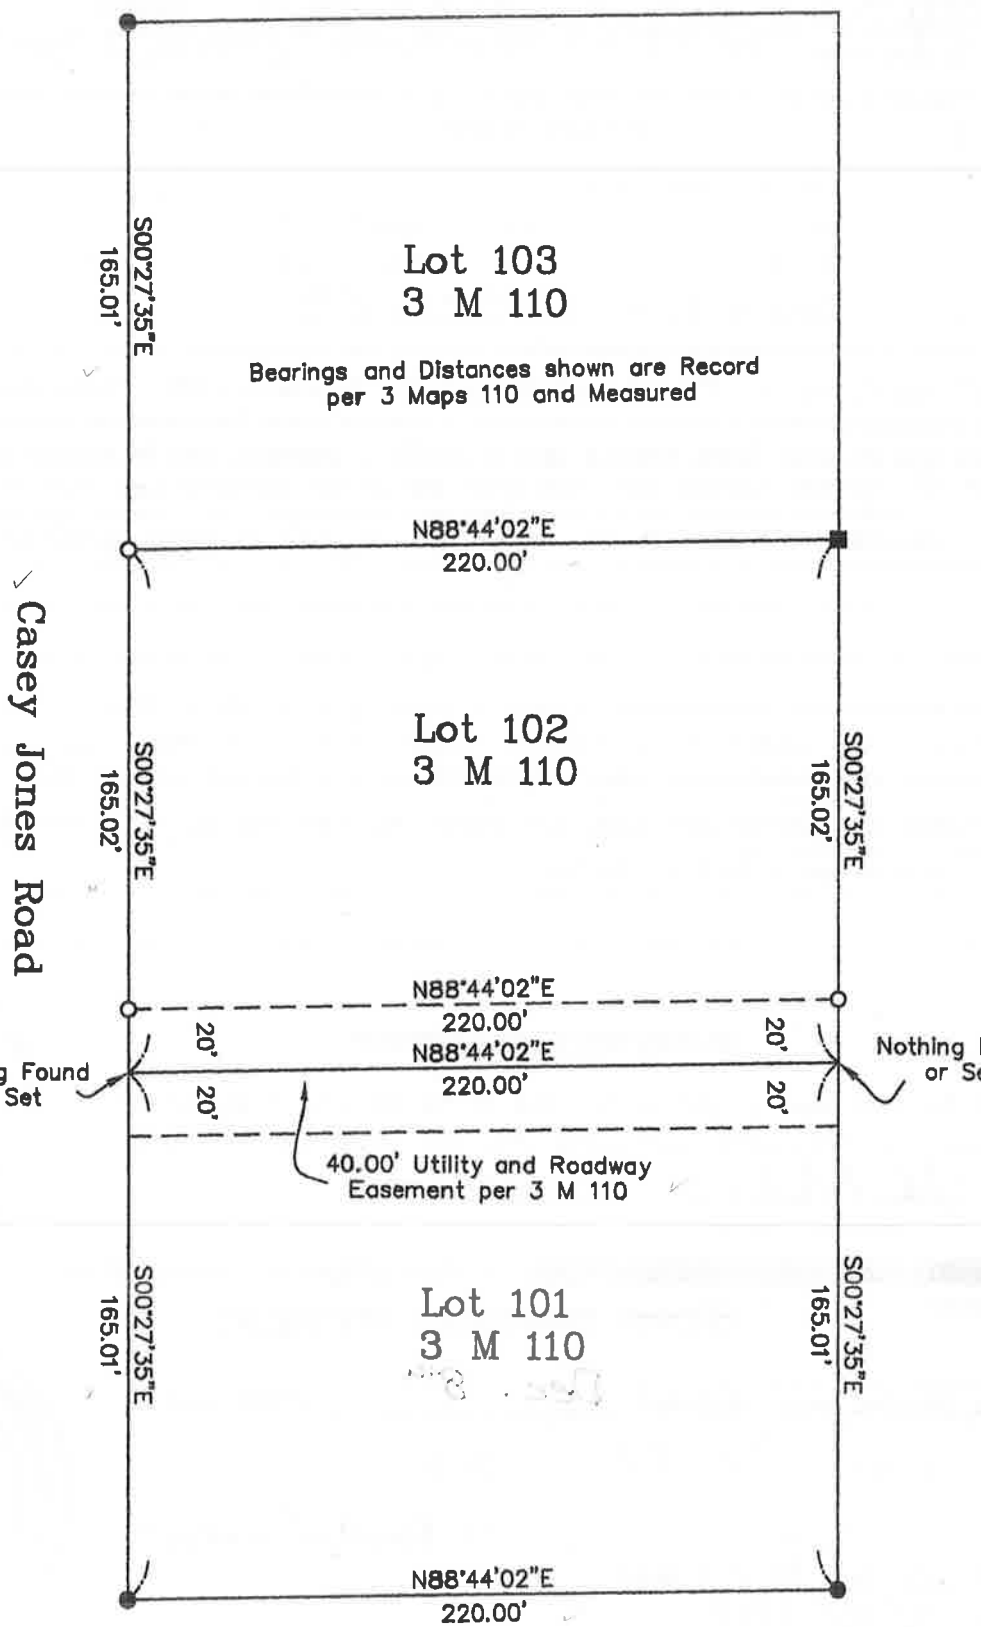 Lot 103
3 M 110
S00°27'35"E
165.01'
Bearings and Distances shown are Record
per 3 Maps 110 and Measured
N88°44'02"E
220.00'
Casey Jones Road
Lot 102
3 M 110
S00°27'35"E
165.02'
S00°27'35"E
165.02'
N88°44'02"E
220.00'
20'
20'
N88°44'02"E
220.00'
20'
20'
Found
Set
Nothing
or
40.00' Utility and Roadway
Easement per 3 M 110
Lot 101
3 M 110
S00°27'35"E
165.01'
S00°27'35"E
165.01'
N88°44'02"E
220.00'